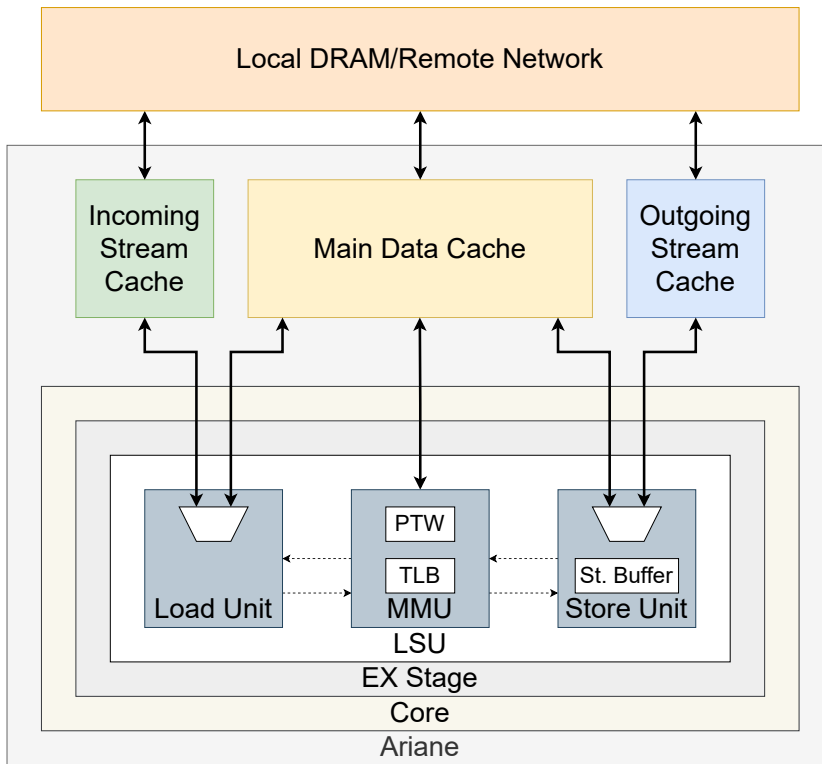 Local DRAM/Remote Network
Incoming
Stream
Cache
Main Data Cache
Outgoing
Stream
Cache
PTW
TLB
St. Buffer
Load Unit
MMU
Store Unit
LSU
EX Stage
Core
Ariane